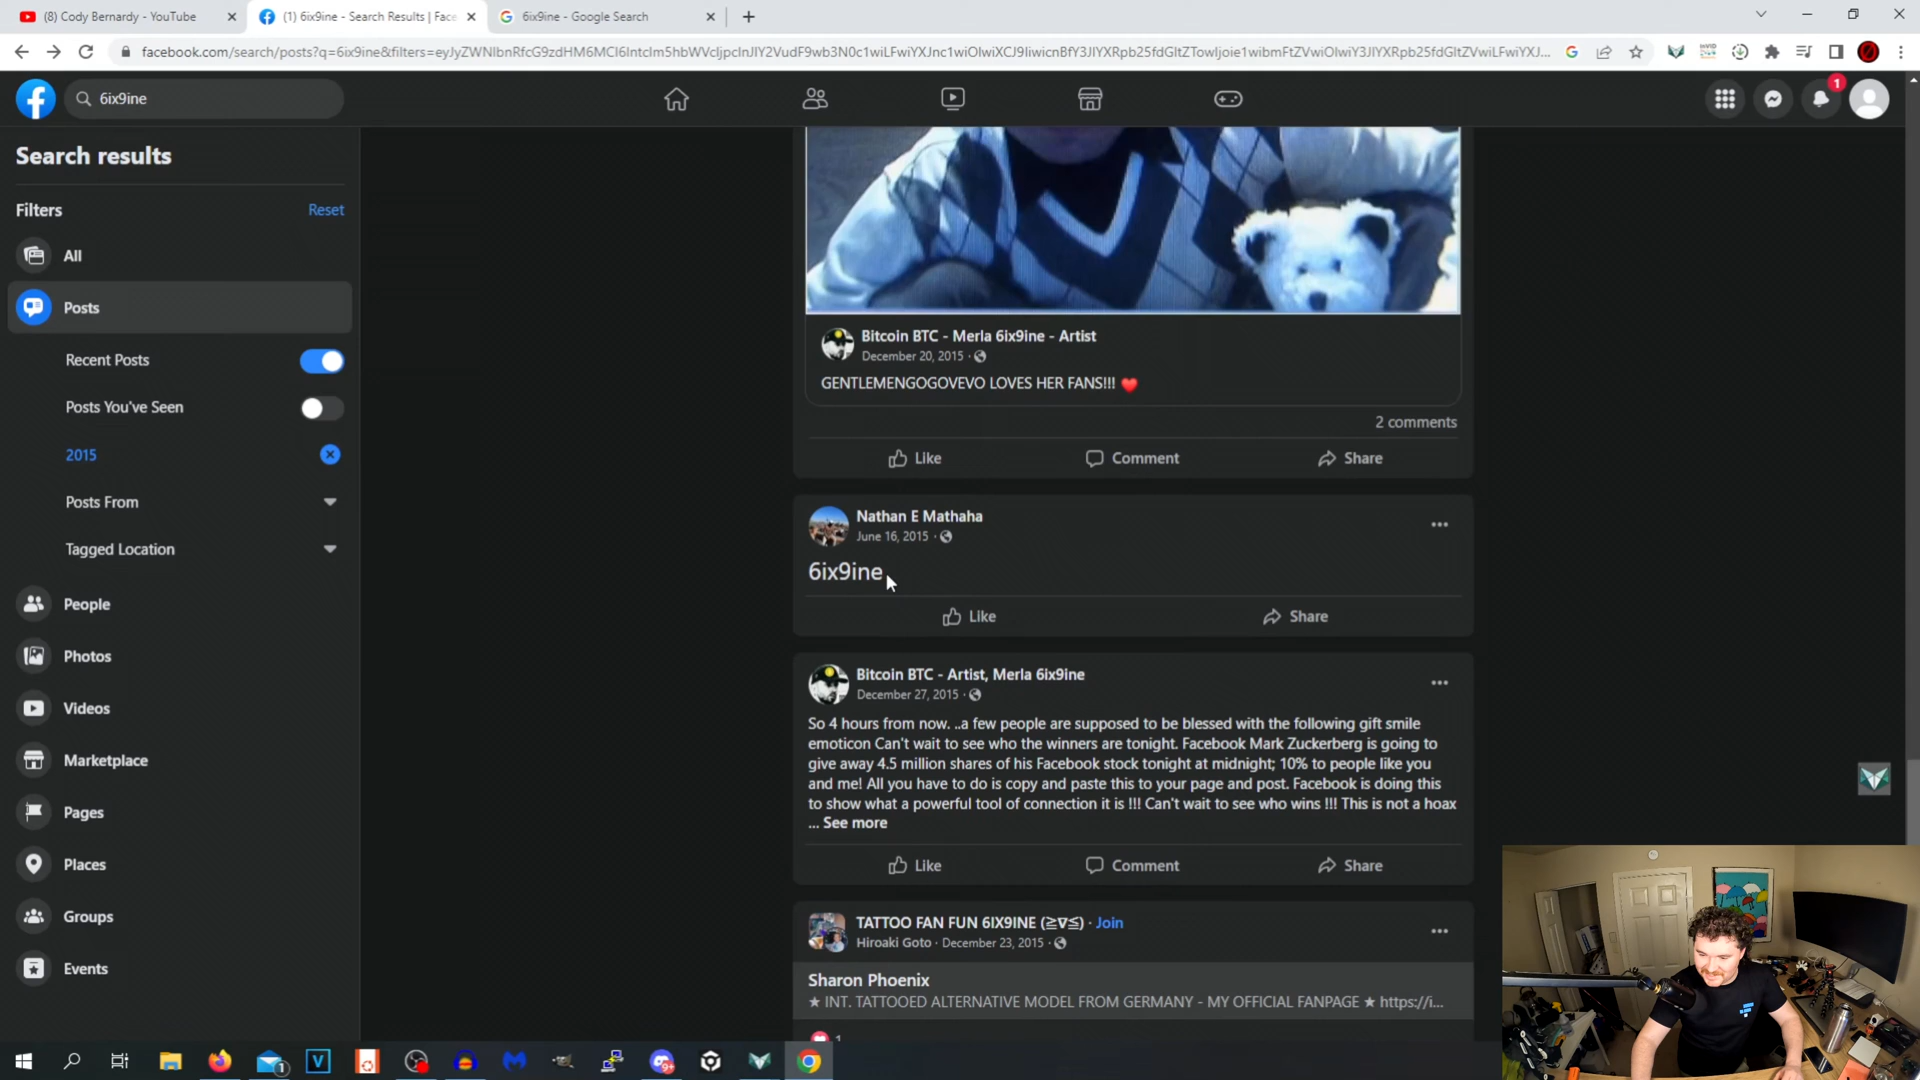 (8) Cody Bernardy - YouTube
(1) 6ix9ine - Search Results | Face
6ix9ine - Google Search
6ix9ine
Search results
Filters
Reset
All
Posts
Recent Posts
Posts You've Seen
2015
Posts From
Tagged Location
People
Photos
Videos
Marketplace
Pages
Places
Groups
Events
1
Bitcoin BTC - Merla 6ix9ine - Artist
December 20, 2015 ·
GENTLEMENGOGOVEVO LOVES HER FANS!!! ❤
2 comments
Like
Comment
Share
Nathan E Mathaha
June 16, 2015 ·
6ix9ine
Like
Share
Bitcoin BTC - Artist, Merla 6ix9ine
December 27, 2015 ·
So 4 hours from now. ..a few people are supposed to be blessed with the following gift smile
emoticon Can't wait to see who the winners are tonight. Facebook Mark Zuckerberg is going to
give away 4.5 million shares of his Facebook stock tonight at midnight; 10% to people like you
and me! All you have to do is copy and paste this to your page and post. Facebook is doing this
to show what a powerful tool of connection it is !!! Can't wait to see who wins !!! This is not a hoax
... See more
Like
Comment
Share
TATTOO FAN FUN 6IX9INE (≧∇≦) · Join
Hiroaki Goto · December 23, 2015 ·
Sharon Phoenix
★ INT. TATTOOED ALTERNATIVE MODEL FROM GERMANY - MY OFFICIAL FANPAGE ★ https://i...
1
1
9+